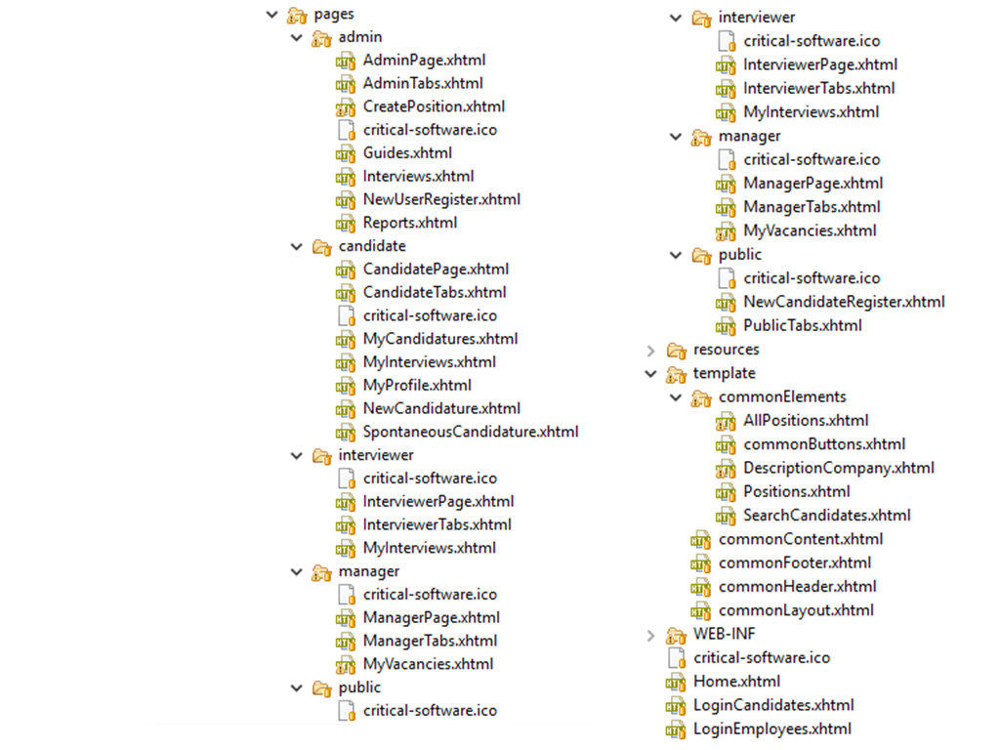 pages
admin
AdminPage.xhtml
AdminTabs.xhtml
CreatePosition.xhtml
critical-software.ico
Guides.xhtml
Interviews.xhtml
NewUserRegister.xhtml
Reports.xhtml
candidate
CandidatePage.xhtml
CandidateTabs.xhtml
critical-software.ico
MyCandidatures.xhtml
MyInterviews.xhtml
MyProfile.xhtml
NewCandidature.xhtml
SpontaneousCandidature.xhtml
interviewer
critical-software.ico
InterviewerPage.xhtml
InterviewerTabs.xhtml
MyInterviews.xhtml
manager
critical-software.ico
ManagerPage.xhtml
ManagerTabs.xhtml
MyVacancies.xhtml
public
critical-software.ico
interviewer
critical-software.ico
InterviewerPage.xhtml
InterviewerTabs.xhtml
MyInterviews.xhtml
manager
critical-software.ico
ManagerPage.xhtml
ManagerTabs.xhtml
MyVacancies.xhtml
public
critical-software.ico
NewCandidateRegister.xhtml
PublicTabs.xhtml
resources
template
commonElements
AllPositions.xhtml
commonButtons.xhtml
DescriptionCompany.xhtml
Positions.xhtml
SearchCandidates.xhtml
commonContent.xhtml
commonFooter.xhtml
commonHeader.xhtml
commonLayout.xhtml
WEB-INF
critical-software.ico
Home.xhtml
LoginCandidates.xhtml
LoginEmployees.xhtml